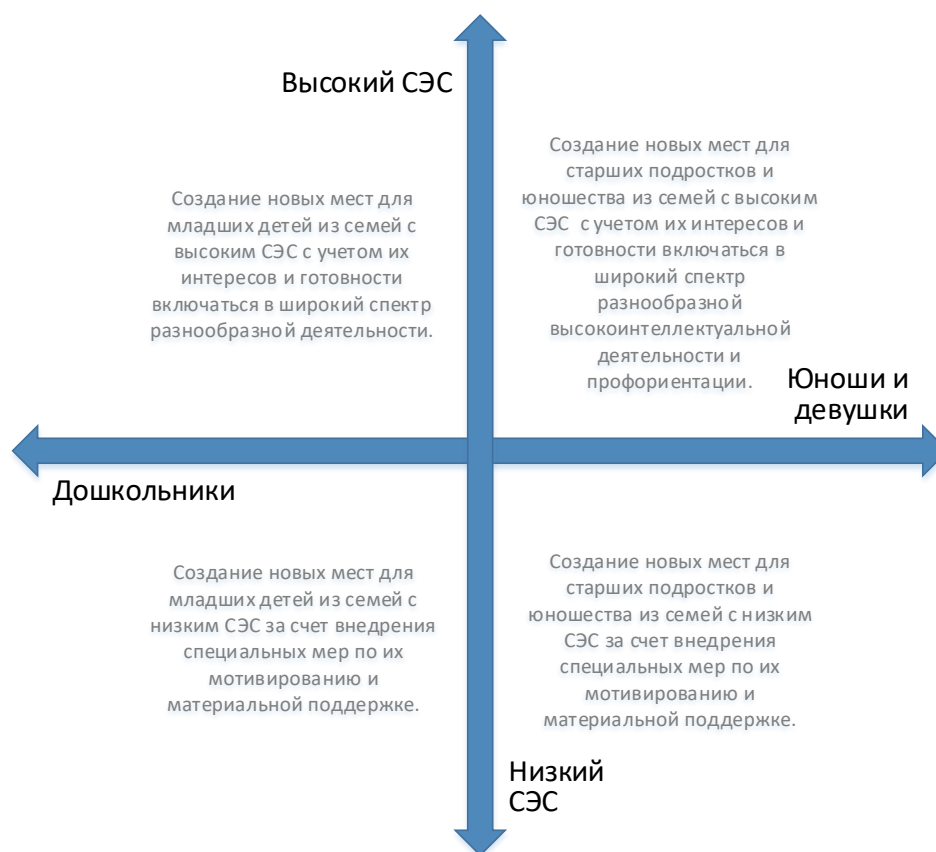 Высокий СЭС
Создание новых мест для
младших детей из семей с
высоким СЭС с учетом их
интересов и готовности
включаться в широкий спектр
разнообразной деятельности.
Создание новых мест для
старших подростков и
юношества из семей с высоким
СЭС с учетом их интересов и
готовности включаться в
широкий спектр
разнообразной
высокоинтеллектуальной
деятельности и
профориентации.
Юноши и
девушки
Дошкольники
Создание новых мест для
младших детей из семей с
низким СЭС за счет внедрения
специальных мер по их
мотивированию и
материальной поддержке.
Создание новых мест для
старших подростков и
юношества из семей с низким
СЭС за счет внедрения
специальных мер по их
мотивированию и
материальной поддержке.
Низкий
СЭС